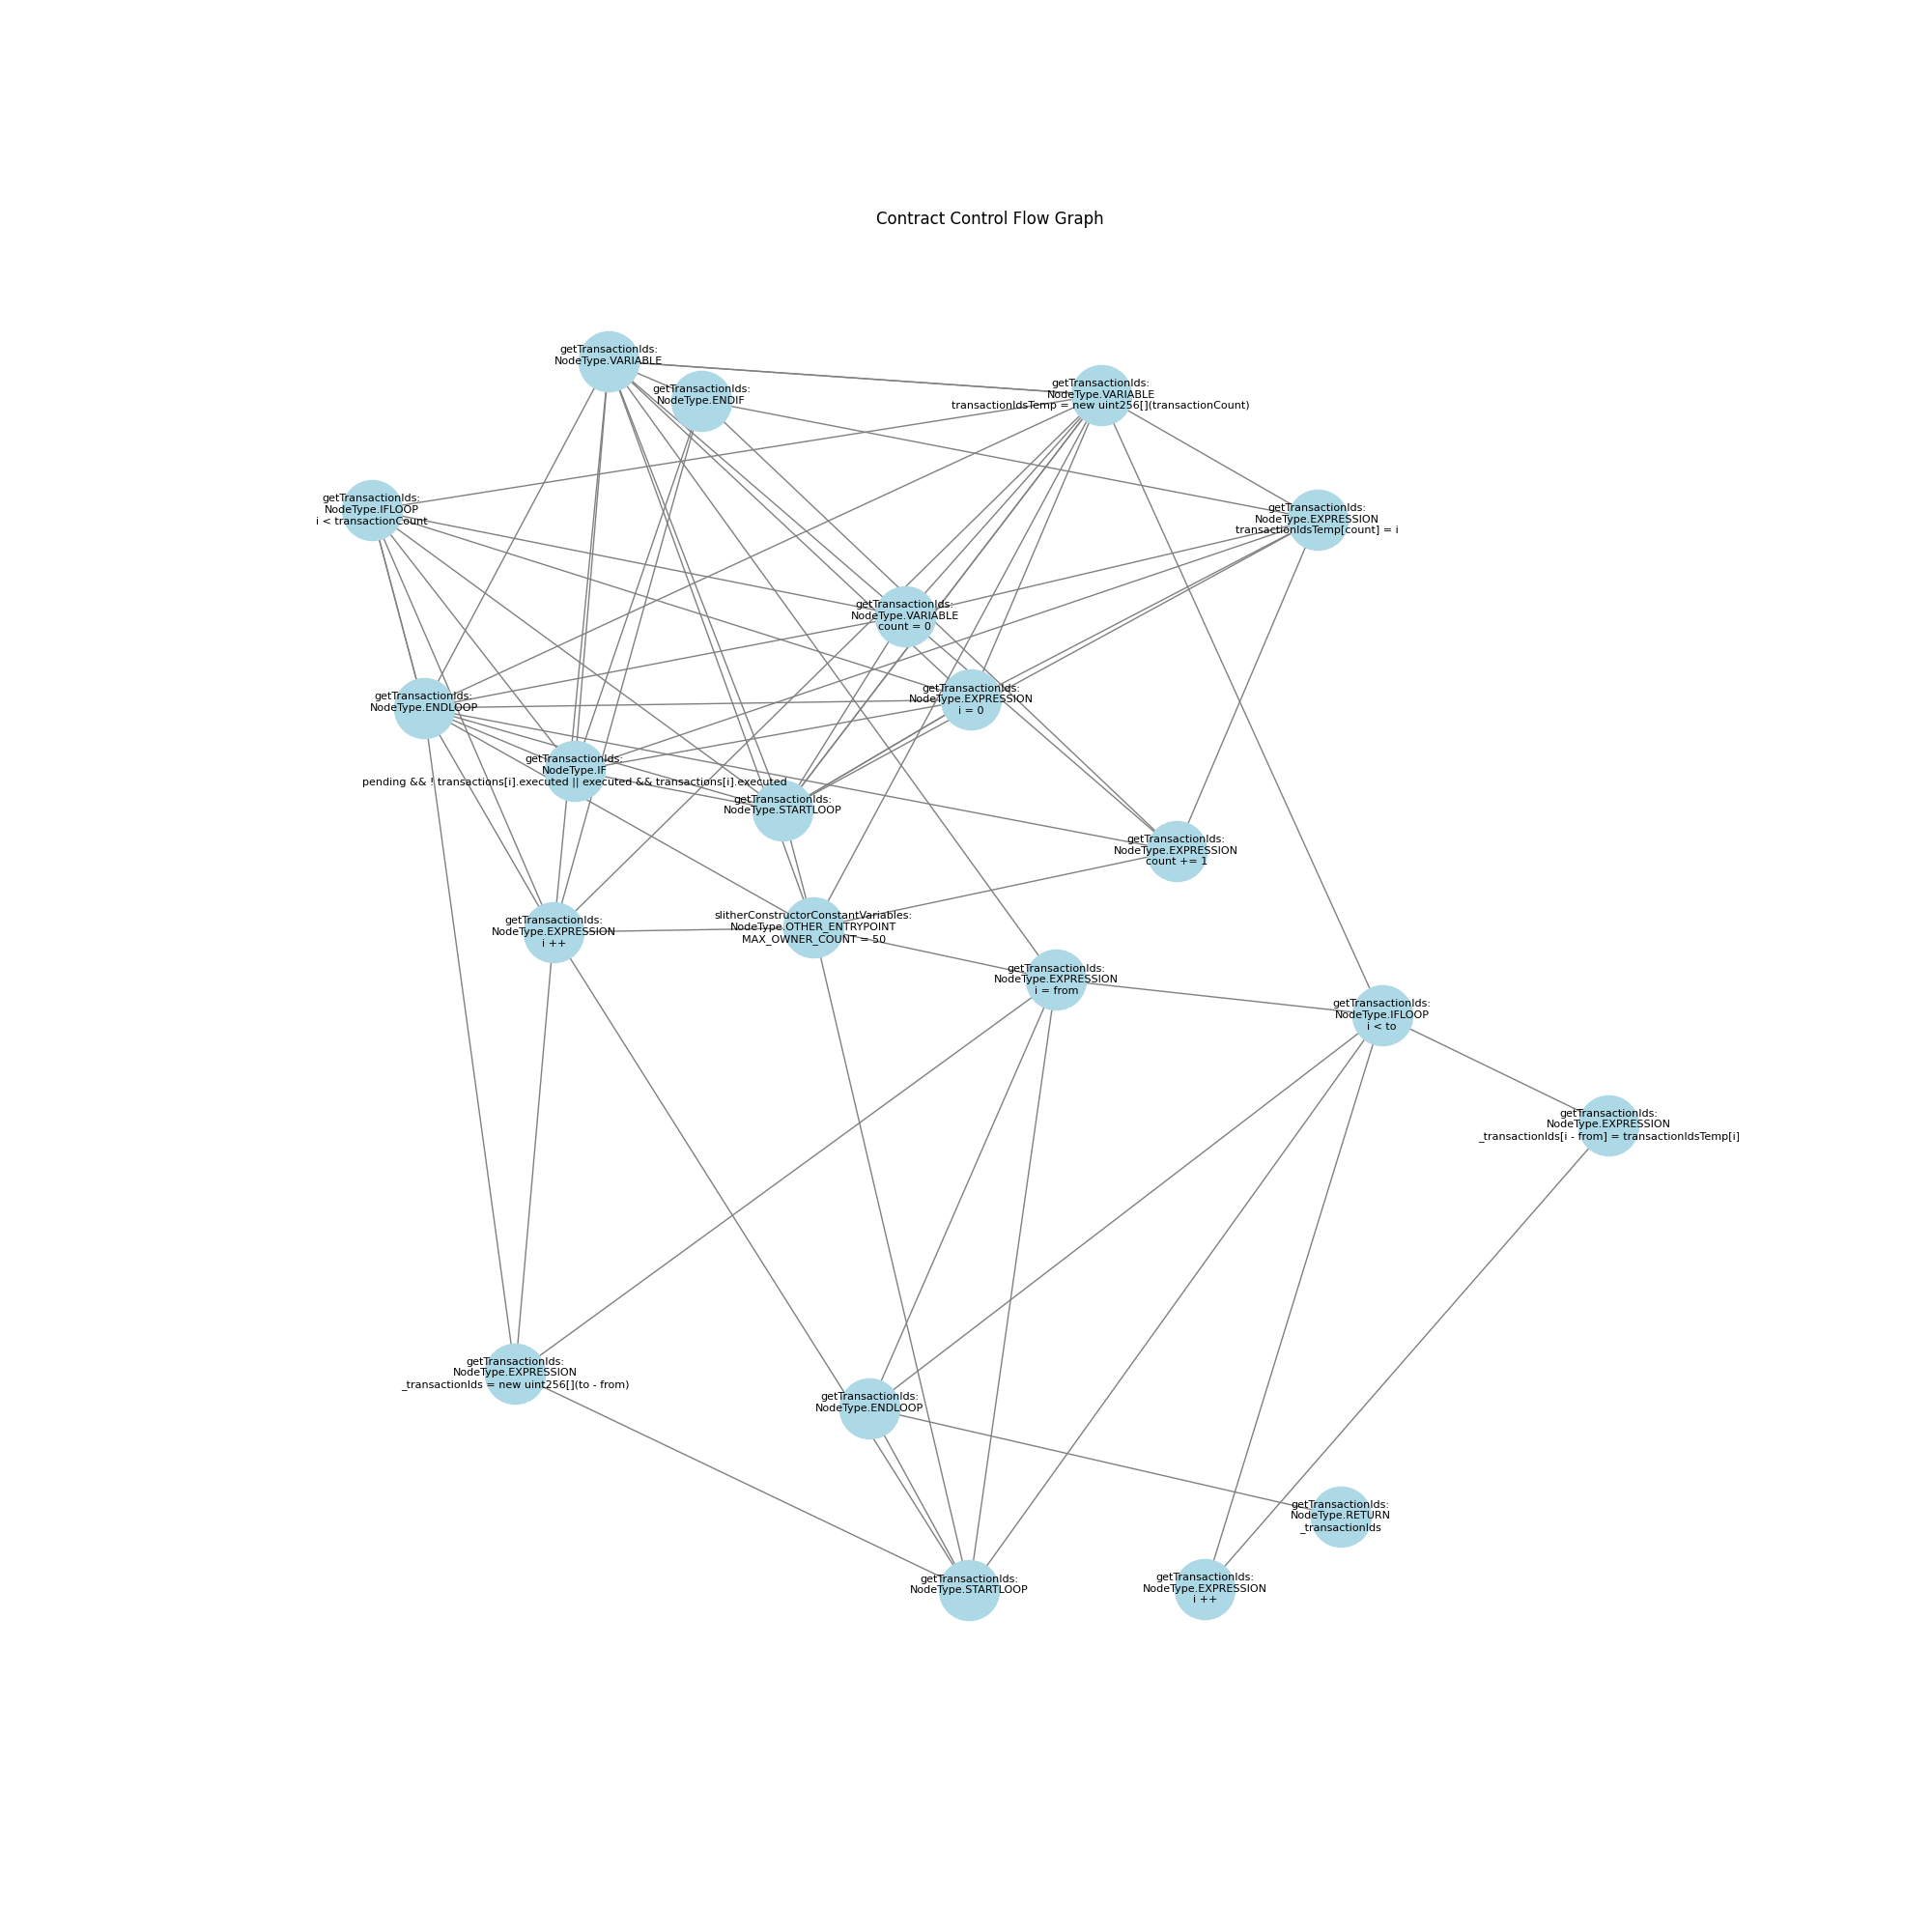 Contract Control Flow Graph
getTransactionIds:
NodeType.VARIABLE
getTransactionIds:
NodeType.ENDIF
getTransactionIds:
NodeType.VARIABLE
transactionIdsTemp = new uint256[](transactionCount)
getTransactionIds:
NodeType.IFLOOP
i < transactionCount
getTransactionIds:
NodeType.EXPRESSION
transactionIdsTemp[count] = i
getTransactionIds:
NodeType.VARIABLE
count = 0
getTransactionIds:
NodeType.EXPRESSION
i = 0
getTransactionIds:
NodeType.ENDLOOP
getTransactionIds:
NodeType.IF
pending && ! transactions[i].executed || executed && transactions[i].executed
getTransactionIds:
NodeType.STARTLOOP
getTransactionIds:
NodeType.EXPRESSION
count += 1
getTransactionIds:
NodeType.EXPRESSION
i ++
slitherConstructorConstantVariables:
NodeType.OTHER_ENTRYPOINT
MAX_OWNER_COUNT = 50
getTransactionIds:
NodeType.EXPRESSION
i = from
getTransactionIds:
NodeType.IFLOOP
i < to
getTransactionIds:
NodeType.EXPRESSION
_transactionIds[i - from] = transactionIdsTemp[i]
getTransactionIds:
NodeType.EXPRESSION
_transactionIds = new uint256[](to - from)
getTransactionIds:
NodeType.ENDLOOP
getTransactionIds:
NodeType.RETURN
_transactionIds
getTransactionIds:
NodeType.STARTLOOP
getTransactionIds:
NodeType.EXPRESSION
i ++